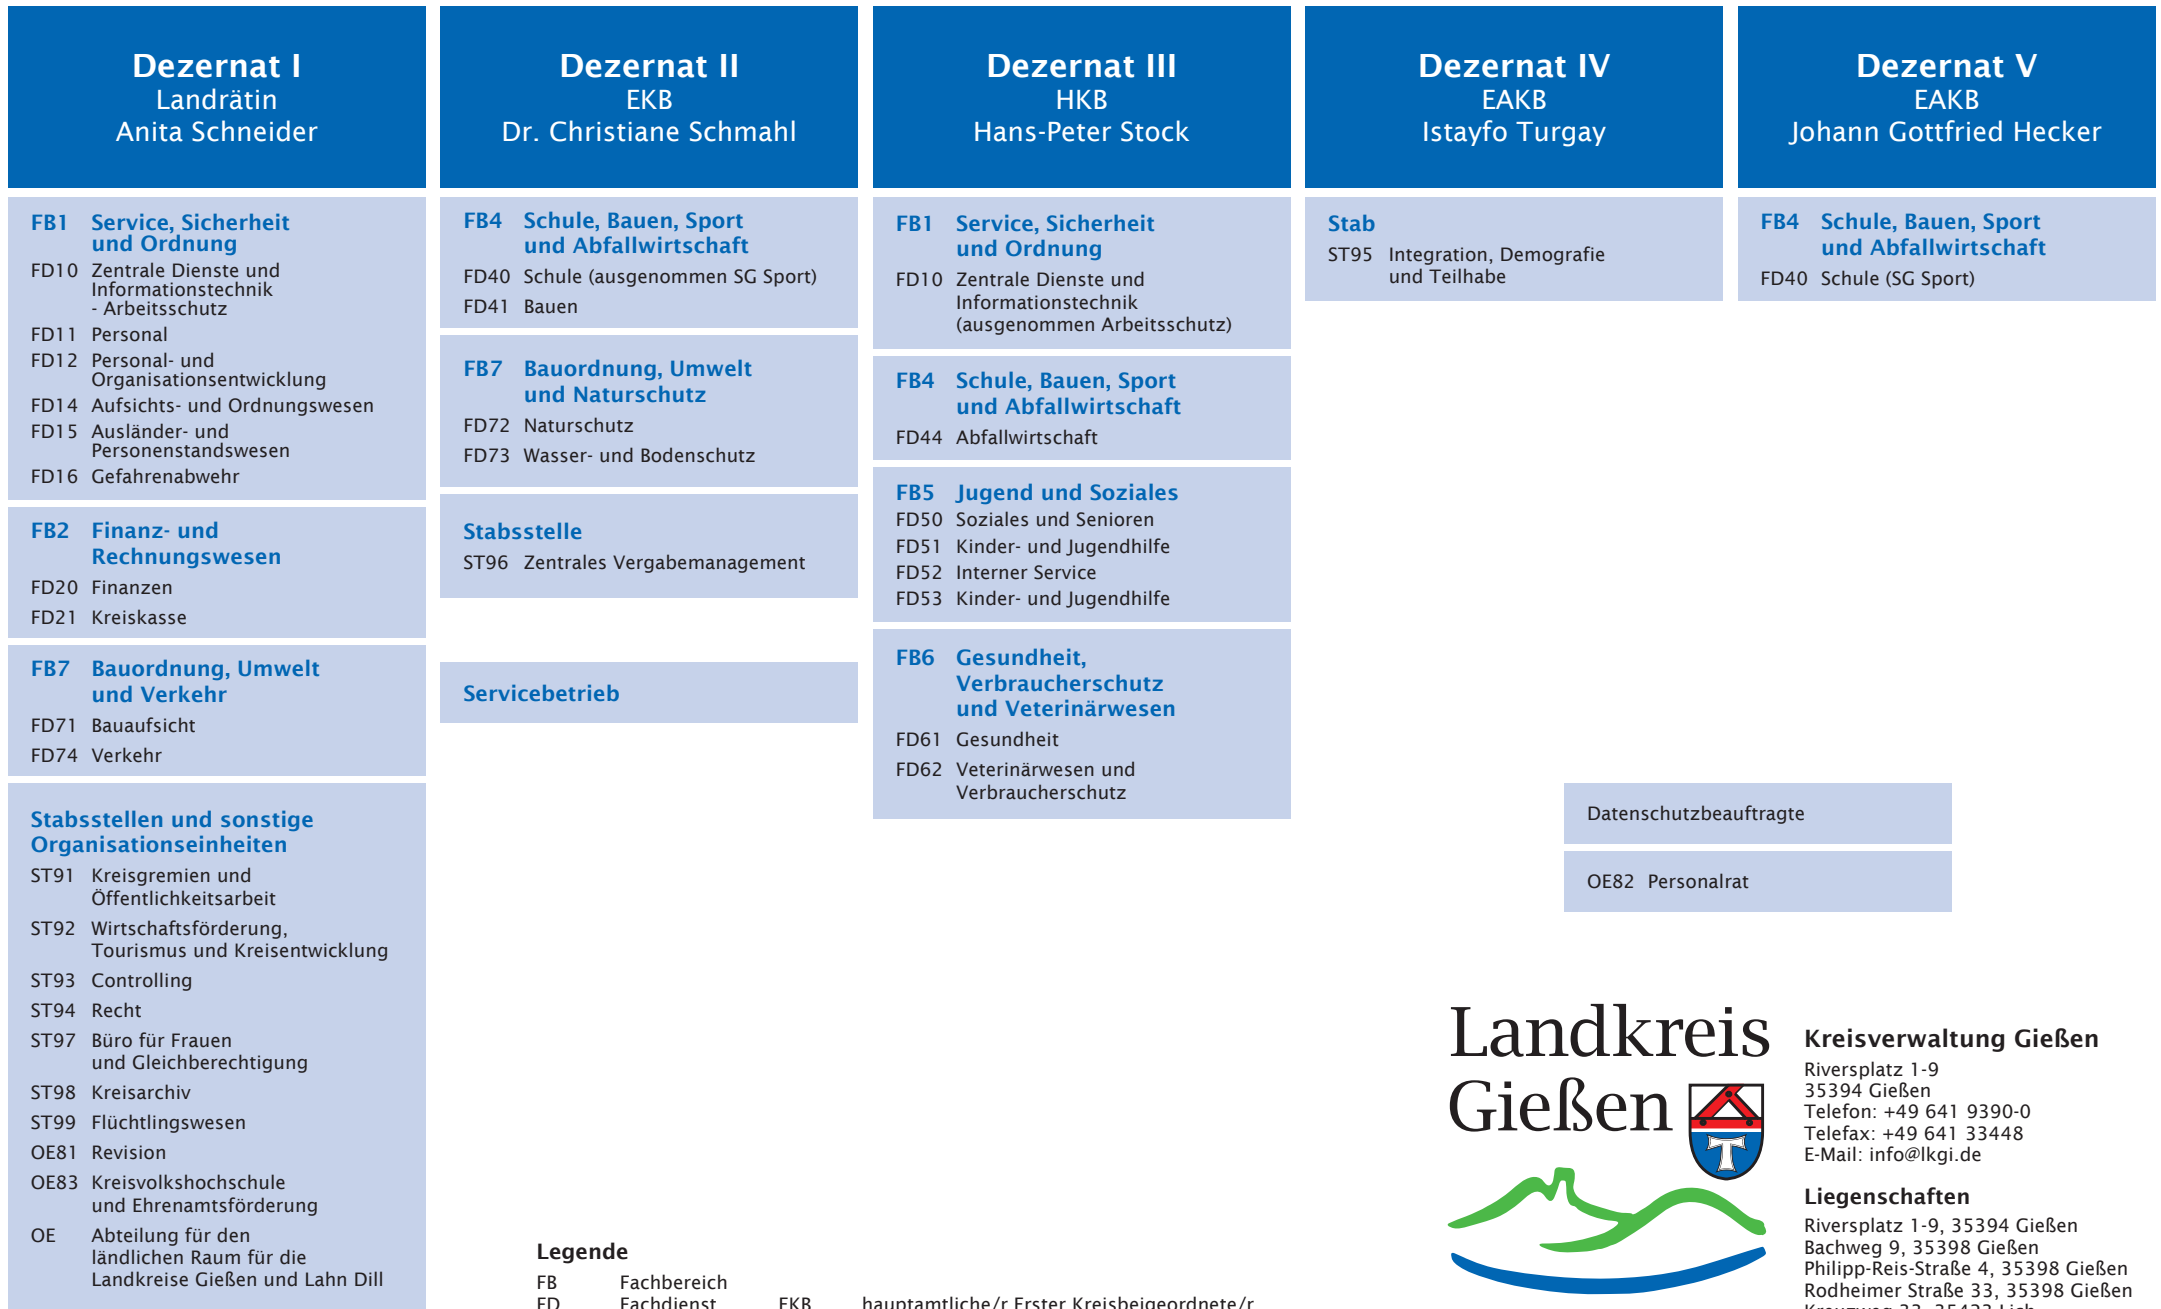 Dezernat I
Landrätin
Anita Schneider
FB1 Service, Sicherheit
und Ordnung
FD10 Zentrale Dienste und
Informationstechnik
- Arbeitsschutz
FD11 Personal
FD12 Personal- und
Organisationsentwicklung
FD14 Aufsichts- und Ordnungswesen
FD15 Ausländer- und
Personenstandswesen
FD16 Gefahrenabwehr
FB2 Finanz- und
Rechnungswesen
FD20 Finanzen
FD21 Kreiskasse
FB7 Bauordnung, Umwelt
und Verkehr
FD71 Bauaufsicht
FD74 Verkehr
Stabsstellen und sonstige
Organisationseinheiten
ST91 Kreisgremien und
Öffentlichkeitsarbeit
ST92 Wirtschaftsförderung,
Tourismus und Kreisentwicklung
ST93 Controlling
ST94 Recht
ST97 Büro für Frauen
und Gleichberechtigung
ST98 Kreisarchiv
ST99 Flüchtlingswesen
OE81 Revision
OE83 Kreisvolkshochschule
und Ehrenamtsförderung
OE Abteilung für den
ländlichen Raum für die
Landkreise Gießen und Lahn Dill
Dezernat II
EKB
Dr. Christiane Schmahl
FB4 Schule, Bauen, Sport
und Abfallwirtschaft
FD40 Schule (ausgenommen SG Sport)
FD41 Bauen
FB7 Bauordnung, Umwelt
und Naturschutz
FD72 Naturschutz
FD73 Wasser- und Bodenschutz
Stabsstelle
ST96 Zentrales Vergabemanagement
Servicebetrieb
Dezernat III
HKB
Hans-Peter Stock
FB1 Service, Sicherheit
und Ordnung
FD10 Zentrale Dienste und
Informationstechnik
(ausgenommen Arbeitsschutz)
FB4 Schule, Bauen, Sport
und Abfallwirtschaft
FD44 Abfallwirtschaft
FB5 Jugend und Soziales
FD50 Soziales und Senioren
FD51 Kinder- und Jugendhilfe
FD52 Interner Service
FD53 Kinder- und Jugendhilfe
FB6 Gesundheit,
Verbraucherschutz
und Veterinärwesen
FD61 Gesundheit
FD62 Veterinärwesen und
Verbraucherschutz
Dezernat IV
EAKB
Istayfo Turgay
Stab
ST95 Integration, Demografie
und Teilhabe
Dezernat V
EAKB
Johann Gottfried Hecker
FB4 Schule, Bauen, Sport
und Abfallwirtschaft
FD40 Schule (SG Sport)
Datenschutzbeauftragte
OE82 Personalrat
Legende
FB Fachbereich
FD Fachdienst EKB hauptamtliche/r Erster Kreisbeigeordnete/r
Landkreis
Gießen
Kreisverwaltung Gießen
Riversplatz 1-9
35394 Gießen
Telefon: +49 641 9390-0
Telefax: +49 641 33448
E-Mail: info@lkgi.de
Liegenschaften
Riversplatz 1-9, 35394 Gießen
Bachweg 9, 35398 Gießen
Philipp-Reis-Straße 4, 35398 Gießen
Rodheimer Straße 33, 35398 Gießen
Kreuzweg 33, 35423 Lich